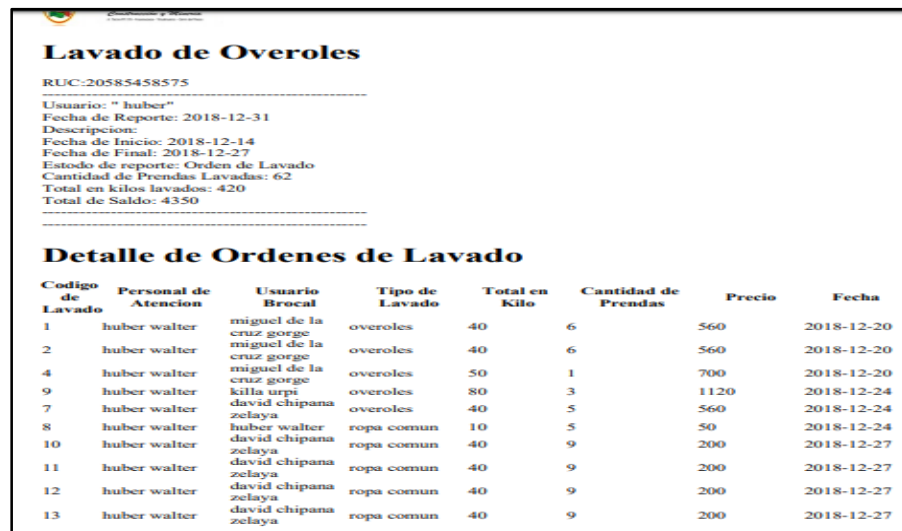 Construccion y Mineria
Lavado de Overoles
RUC:20585458575
------------------------------------------------------
Usuario: " huber"
Fecha de Reporte: 2018-12-31
Descripcion:
Fecha de Inicio: 2018-12-14
Fecha de Final: 2018-12-27
Estodo de reporte: Orden de Lavado
Cantidad de Prendas Lavadas: 62
Total en kilos lavados: 420
Total de Saldo: 4350
------------------------------------------------------
------------------------------------------------------
Detalle de Ordenes de Lavado
Codigo de Lavado Personal de Atencion Usuario Brocal Tipo de Lavado Total en Kilo Cantidad de Prendas Precio Fecha
1 huber walter miguel de la cruz gorge overoles 40 6 560 2018-12-20
2 huber walter miguel de la cruz gorge overoles 40 6 560 2018-12-20
4 huber walter miguel de la cruz gorge overoles 50 1 700 2018-12-20
9 huber walter killa urpi overoles 80 3 1120 2018-12-24
7 huber walter david chipana zelaya overoles 40 5 560 2018-12-24
8 huber walter huber walter ropa comun 10 5 50 2018-12-24
10 huber walter david chipana zelaya ropa comun 40 9 200 2018-12-27
11 huber walter david chipana zelaya ropa comun 40 9 200 2018-12-27
12 huber walter david chipana zelaya ropa comun 40 9 200 2018-12-27
13 huber walter david chipana zelaya ropa comun 40 9 200 2018-12-27